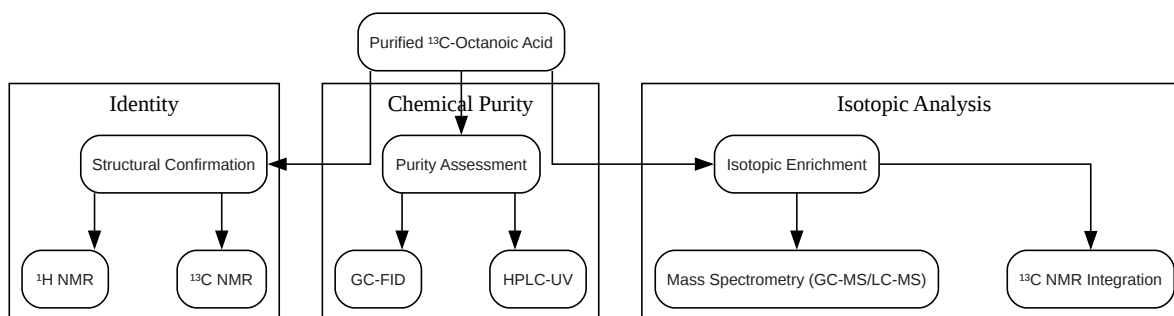 Purified ¹³C-Octanoic Acid
Identity
Chemical Purity
Isotopic Analysis
Structural Confirmation
Purity Assessment
Isotopic Enrichment
¹H NMR
¹³C NMR
GC-FID
HPLC-UV
Mass Spectrometry (GC-MS/LC-MS)
¹³C NMR Integration